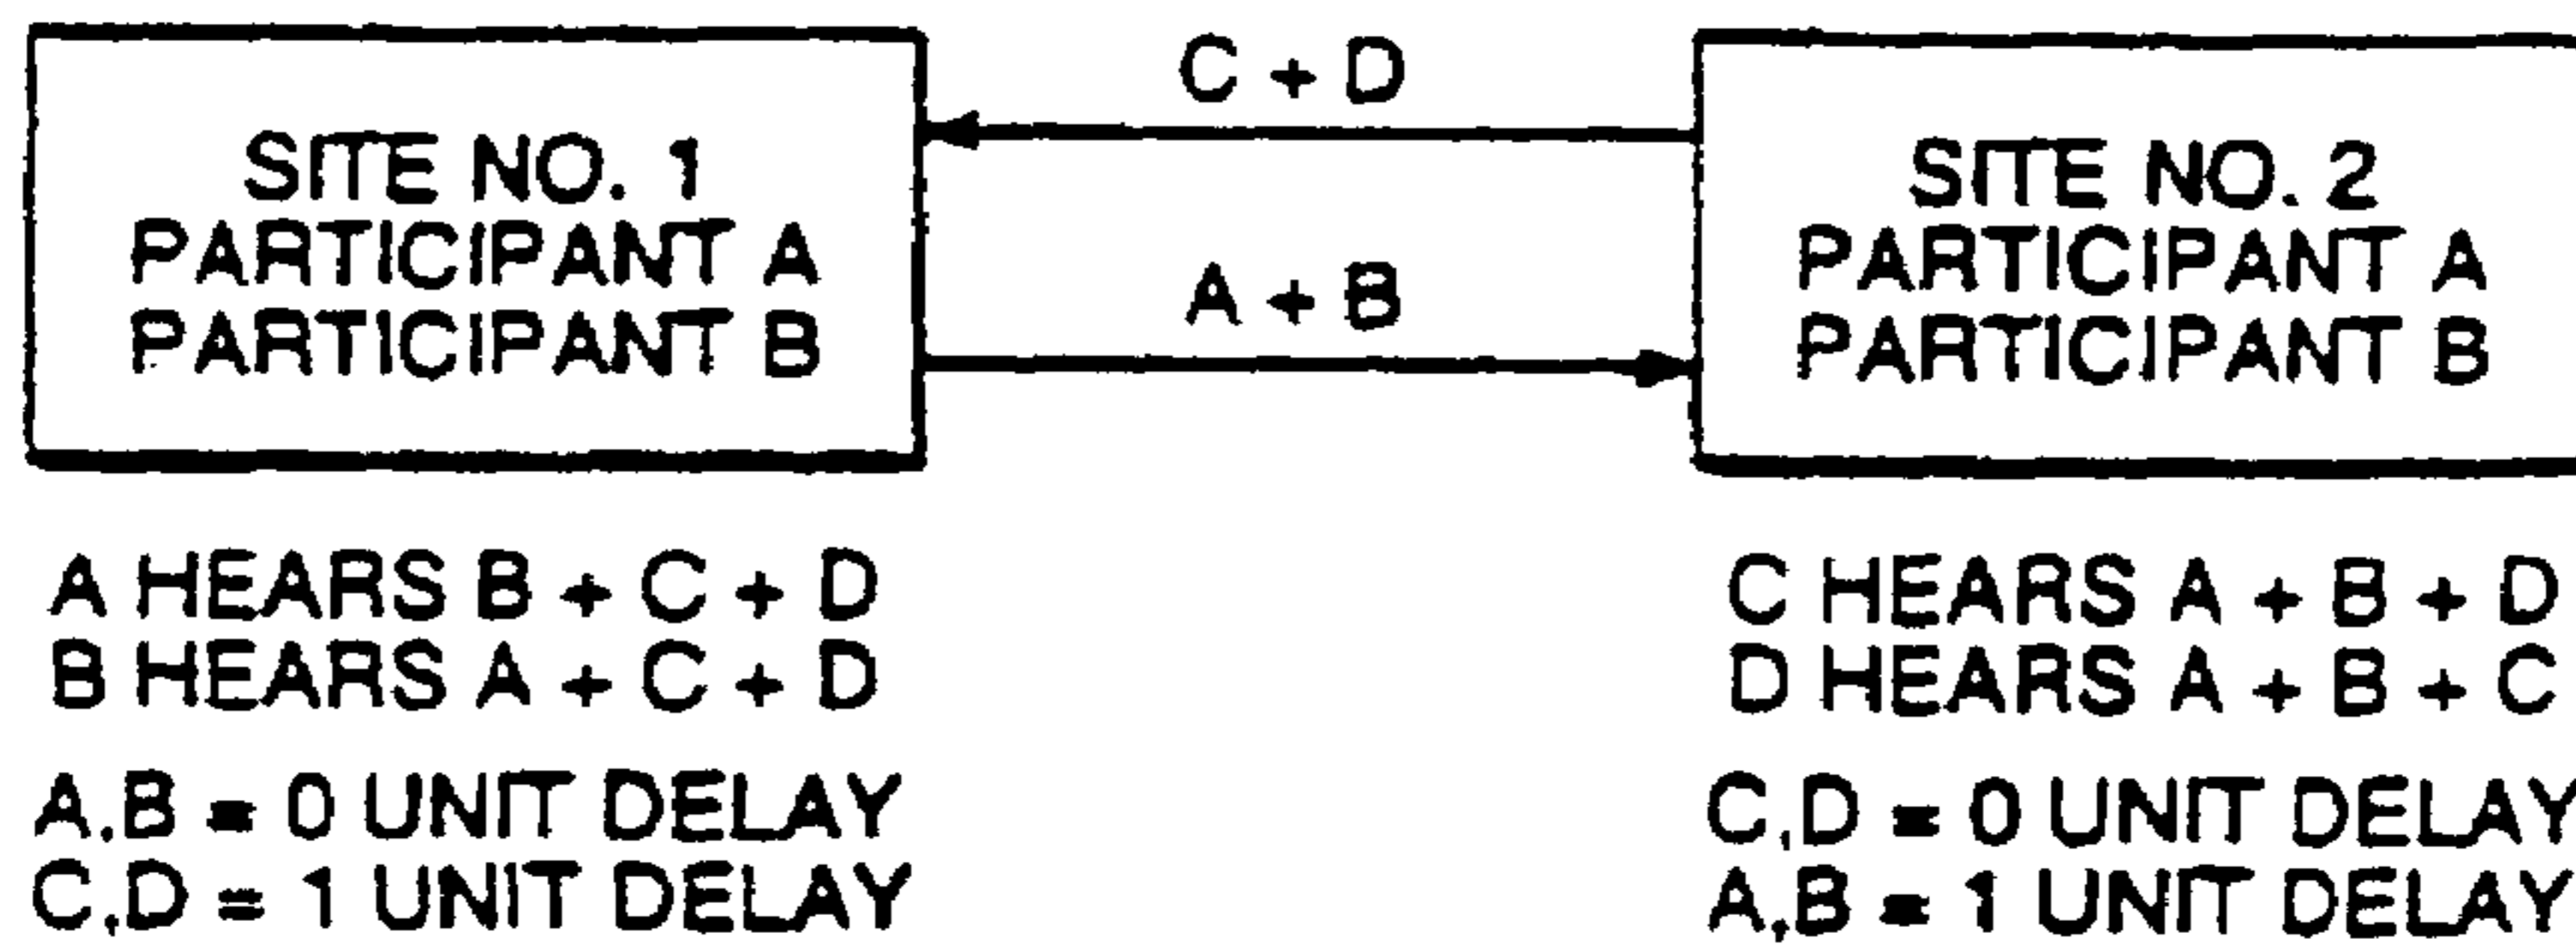 SITE NO. 1
PARTICIPANT A
PARTICIPANT B
C + D
A + B
SITE NO. 2
PARTICIPANT A
PARTICIPANT B
A HEARS B + C + D
B HEARS A + C + D
A,B = 0 UNIT DELAY
C,D = 1 UNIT DELAY
C HEARS A + B + D
D HEARS A + B + C
C,D = 0 UNIT DELAY
A,B = 1 UNIT DELAY